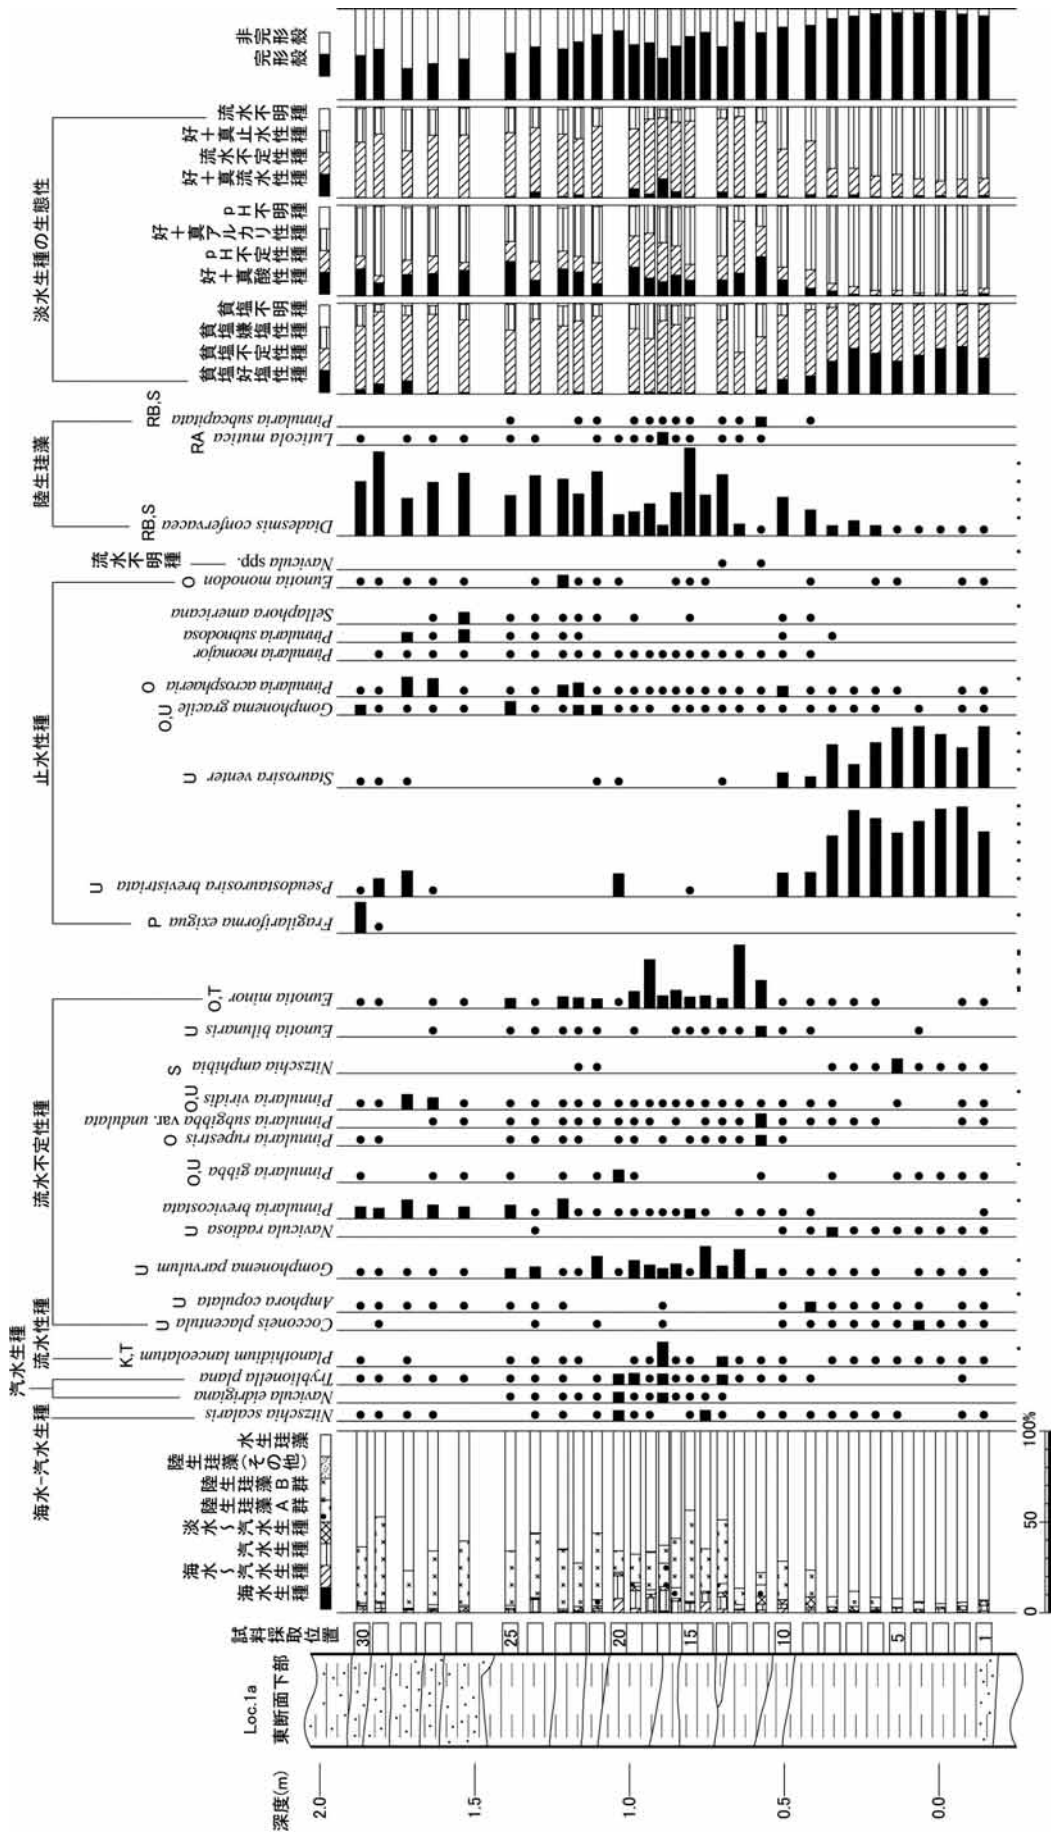 海水-汽水生種
汽水生種
流水性種
流水不定性種
止水性種
流水不明種
陸生珪藻
淡水生種の生態性
K,T
U
U
U
U
O,U
O
O,U
S
U
O,T
P
U
U
O,U
O
O
RB,S
RA
RB,S
深度(m)
Loc.1a
東断面下部
試料採取位置
海水生種
海水～汽水生種
汽水生種
淡水～汽水生種
陸生珪藻A群
陸生珪藻B群
陸生珪藻(その他)
水生珪藻
Nitzschia scalaris
Navicula eidrigiana
Tryblionella plana
Planothidium lanceolatum
Cocconeis placentula
Amphora copulata
Gomphonema parvulum
Navicula radiosa
Pinnularia brevicostata
Pinnularia gibba
Pinnularia rupestris
Pinnularia subgibba var. undulata
Pinnularia viridis
Nitzschia amphibia
Eunotia bilunaris
Eunotia minor
Fragilariforma exigua
Pseudostaurosira brevistriata
Staurosira venter
Gomphonema gracile
Pinnularia acrosphaeria
Pinnularia neomajor
Pinnularia subnodosa
Sellaphora americana
Eunotia monodon
Navicula spp.
Diadesmis confervacea
Luticola mutica
Pinnularia subcapitata
貧塩好塩性種
貧塩不定性種
貧塩嫌塩性種
貧塩不明種
好+真酸性種
pH不定性種
好+真アルカリ性種
pH不明種
好+真流水性種
流水不定性種
好+真止水性種
流水不明種
完形殻
非完形殻
2.0
1.5
1.0
0.5
0.0
30
25
20
15
10
5
1
0
50
100%